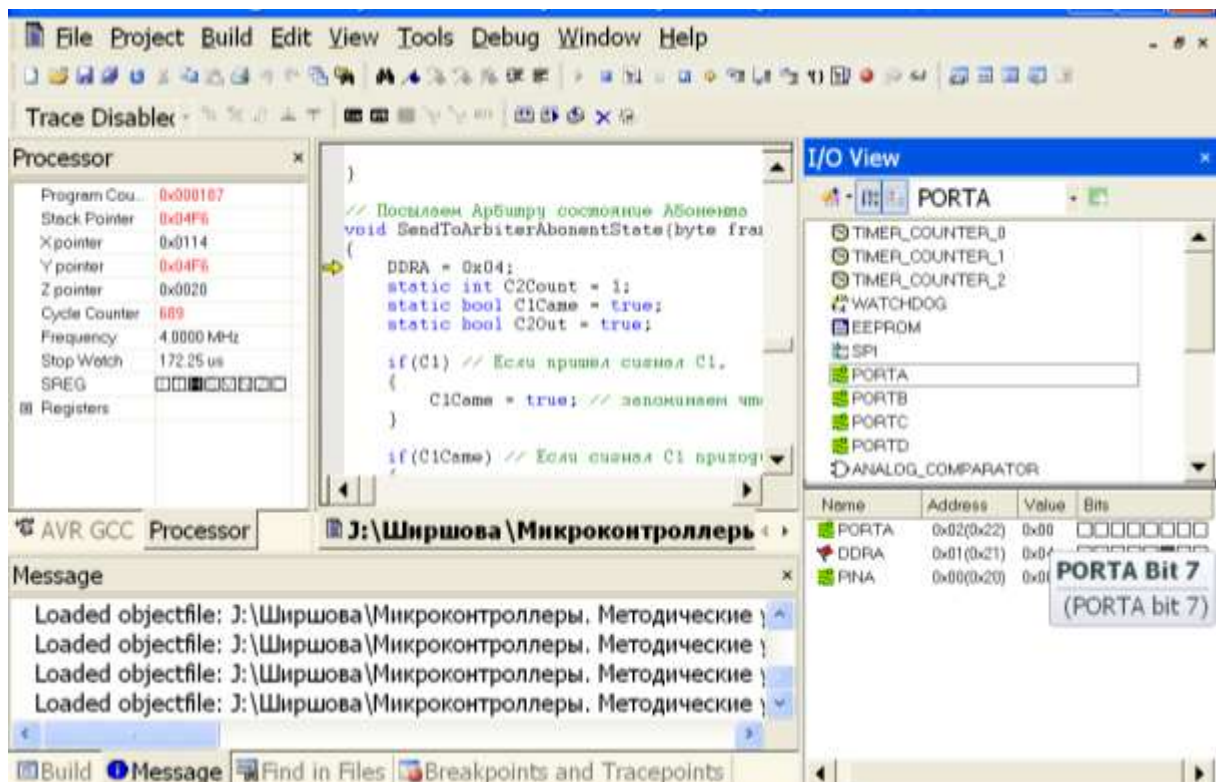 File Project Build Edit View Tools Debug Window Help
Trace Disabled
Processor
Program Cou... 0x000187
Stack Pointer 0x04F6
X pointer 0x0114
Y pointer 0x04F6
Z pointer 0x0020
Cycle Counter 689
Frequency 4.0000 MHz
Stop Watch 172.25 us
SREG
Registers
AVR GCC Processor
}
// Посылаем Арбитру состояние Абонента
void SendToArbiterAbonentState(byte fra
{
DDRA = 0x04;
static int C2Count = 1;
static bool C1Came = true;
static bool C2Out = true;
if(C1) // Если пришел сигнал C1,
{
C1Came = true; // запоминаем что
}
if(C1Came) // Если сигнал C1 приход
{
J:\Ширшова\Микроконтроллеры
I/O View
PORTA
TIMER_COUNTER_0
TIMER_COUNTER_1
TIMER_COUNTER_2
WATCHDOG
EEPROM
SPI
PORTA
PORTB
PORTC
PORTD
ANALOG_COMPARATOR
Name Address Value Bits
PORTA 0x02(0x22) 0x00
DDRA 0x01(0x21) 0x04
PINA 0x00(0x20)
PORTA Bit 7
(PORTA bit 7)
Message
Loaded objectfile: J:\Ширшова\Микроконтроллеры. Методические
Loaded objectfile: J:\Ширшова\Микроконтроллеры. Методические
Loaded objectfile: J:\Ширшова\Микроконтроллеры. Методические
Loaded objectfile: J:\Ширшова\Микроконтроллеры. Методические
Build Message Find in Files Breakpoints and Tracepoints